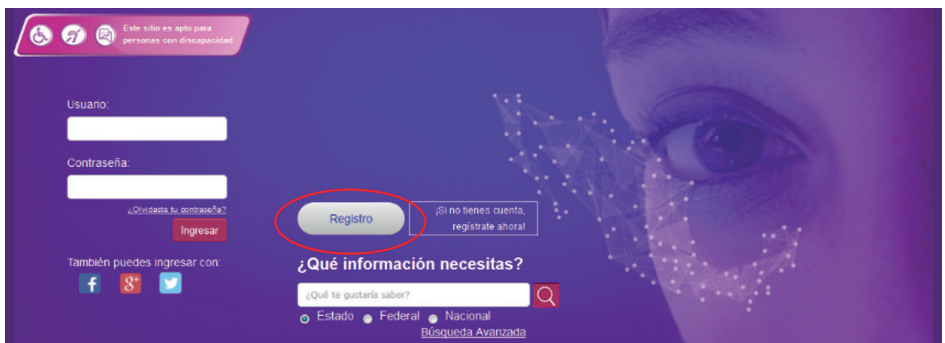 Este sitio es apto para
personas con discapacidad.
Usuario:
Contraseña:
¿Olvidaste tu contraseña?
Ingresar
También puedes ingresar con:
f
g+
Registro
¡Si no tienes cuenta,
regístrate ahora!
¿Qué información necesitas?
¿Qué te gustaría saber?
Estado Federal Nacional
Búsqueda Avanzada